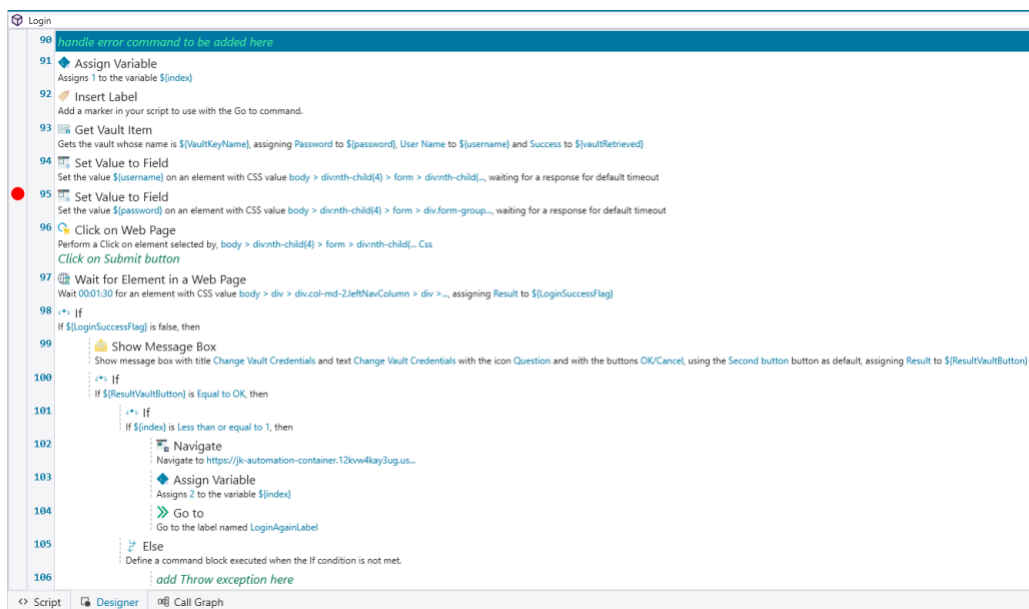 Login
90 handle error command to be added here
91 Assign Variable
Assigns 1 to the variable ${index}
92 Insert Label
Add a marker in your script to use with the Go to command.
93 Get Vault Item
Gets the vault whose name is ${VaultKeyName}, assigning Password to ${password}, User Name to ${username} and Success to ${vaultRetrieved}
94 Set Value to Field
Set the value ${username} on an element with CSS value body > div:nth-child(4) > form > div:nth-child(..., waiting for a response for default timeout
95 Set Value to Field
Set the value ${password} on an element with CSS value body > div:nth-child(4) > form > div.form-group..., waiting for a response for default timeout
96 Click on Web Page
Perform a Click on element selected by, body > div:nth-child(4) > form > div:nth-child(... Css
Click on Submit button
97 Wait for Element in a Web Page
Wait 00:01:30 for an element with CSS value body > div > div.col-md-2.leftNavColumn > div >..., assigning Result to ${LoginSuccessFlag}
98 If
If ${LoginSuccessFlag} is false, then
99 Show Message Box
Show message box with title Change Vault Credentials and text Change Vault Credentials with the icon Question and with the buttons OK/Cancel, using the Second button button as default, assigning Result to ${ResultVaultButton}
100 If
If ${ResultVaultButton} is Equal to OK, then
101 If
If ${index} is Less than or equal to 1, then
102 Navigate
Navigate to https://jk-automation-container.12kvw4kay3ug.us...
103 Assign Variable
Assigns 2 to the variable ${index}
104 Go to
Go to the label named LoginAgainLabel
105 Else
Define a command block executed when the If condition is not met.
106 add Throw exception here
<> Script Designer Call Graph